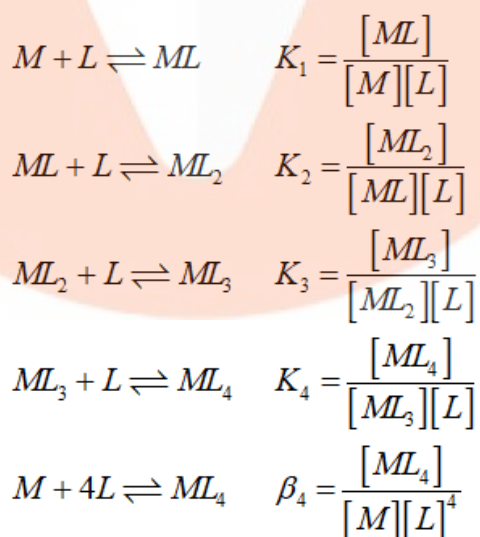 M + L ⇌ ML K₁ = [ML] / [M][L]
ML + L ⇌ ML₂ K₂ = [ML₂] / [ML][L]
ML₂ + L ⇌ ML₃ K₃ = [ML₃] / [ML₂][L]
ML₃ + L ⇌ ML₄ K₄ = [ML₄] / [ML₃][L]
M + 4L ⇌ ML₄ β₄ = [ML₄] / [M][L]⁴